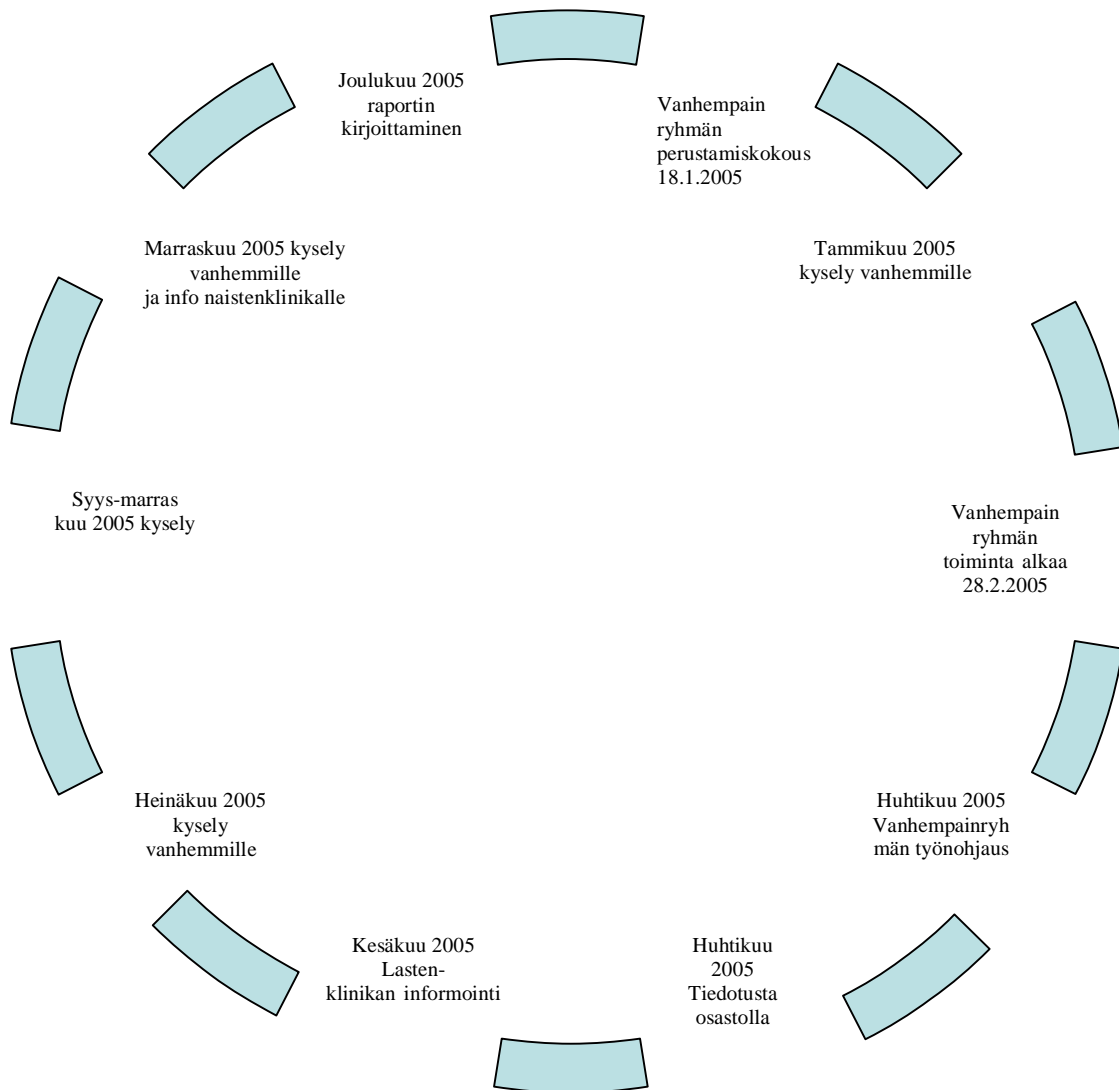 Vanhempain
ryhmän
perustamiskokous
18.1.2005
Tammikuu 2005
kysely vanhemmille
Vanhempain
ryhmän
toiminta alkaa
28.2.2005
Huhtikuu 2005
Vanhempainryh
män työnohjaus
Huhtikuu
2005
Tiedotusta
osastolla
Kesäkuu 2005
Lasten-
klinikan informointi
Heinäkuu 2005
kysely
vanhemmille
Syys-marras
kuu 2005 kysely
Marraskuu 2005 kysely
vanhemmille
ja info naistenklinikalle
Joulukuu 2005
raportin
kirjoittaminen